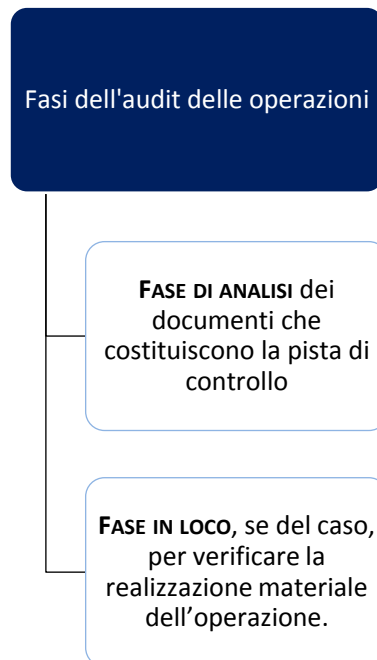 Fasi dell'audit delle operazioni
FASE DI ANALISI dei
documenti che
costituiscono la pista di
controllo
FASE IN LOCO, se del caso,
per verificare la
realizzazione materiale
dell’operazione.